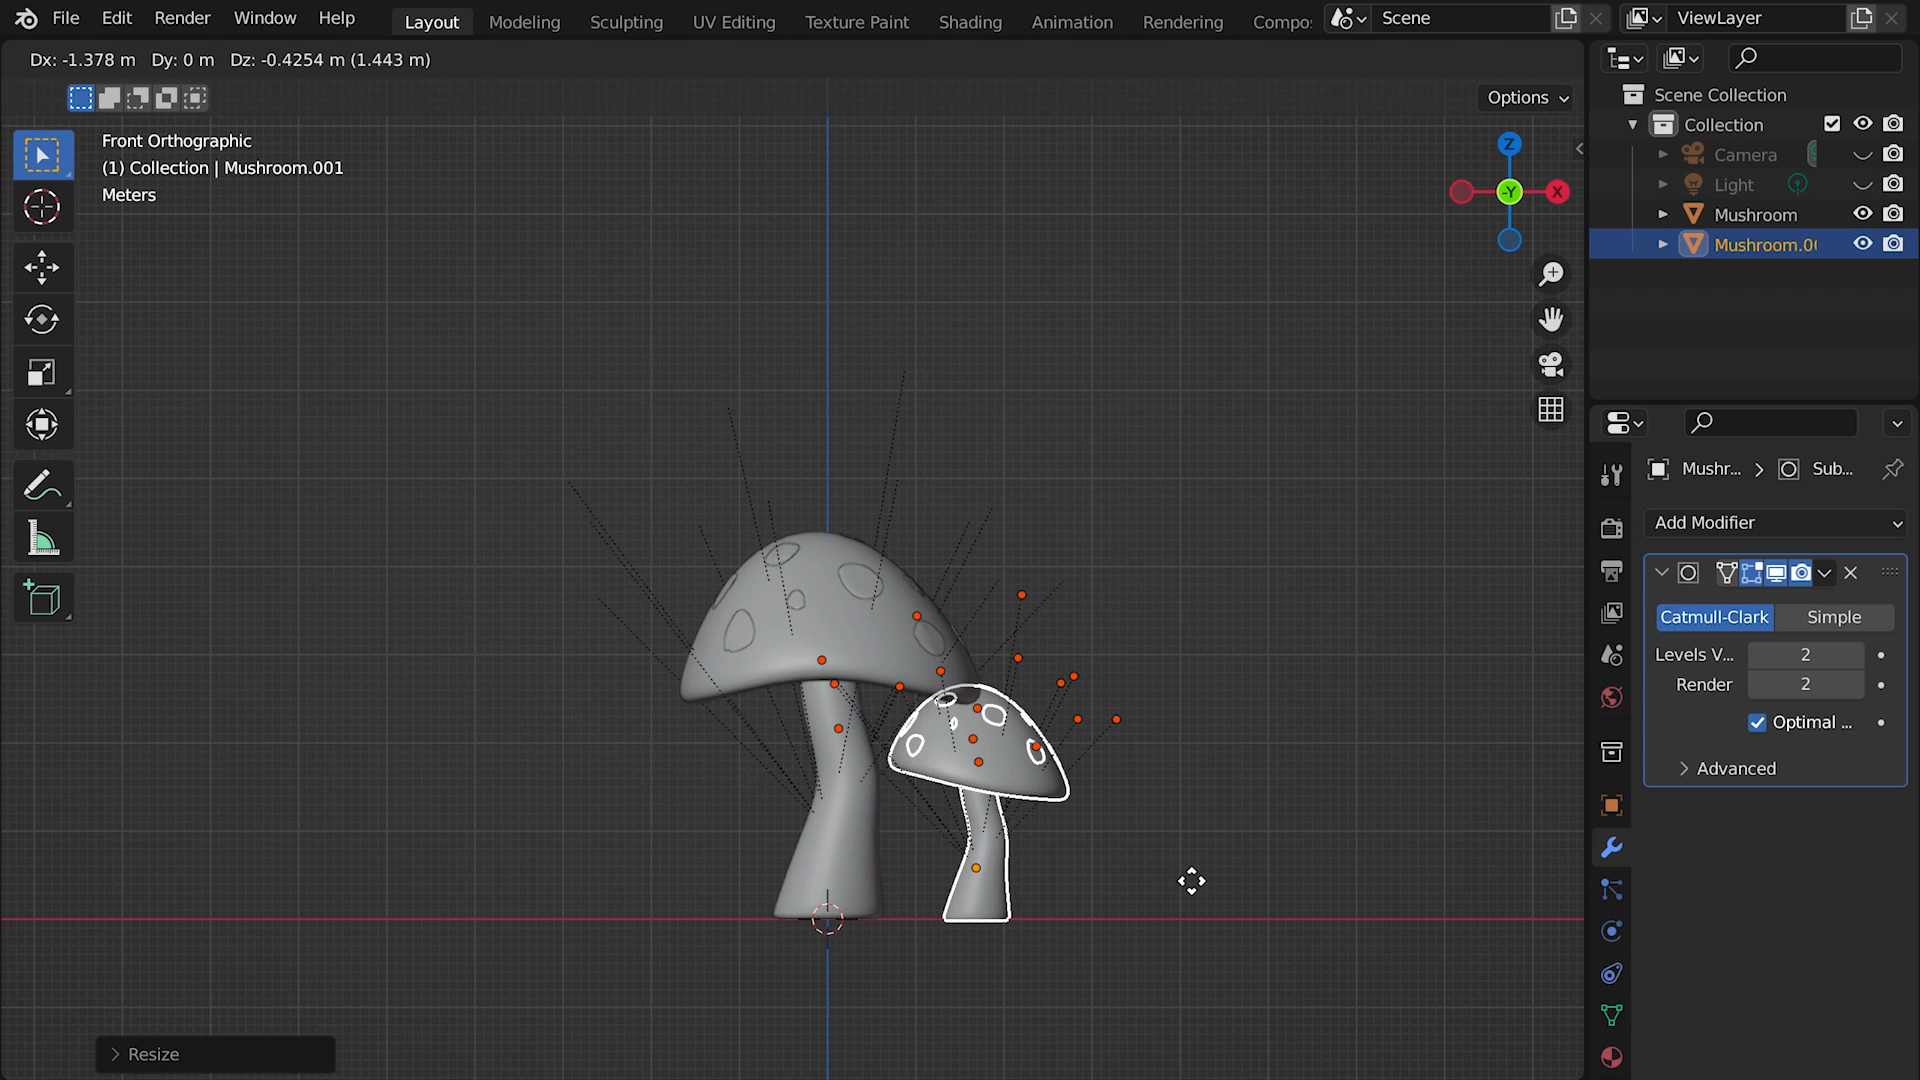 File Edit Render Window Help Layout Modeling Sculpting UV Editing Texture Paint Shading Animation Rendering Compo Scene ViewLayer
Dx: -1.378 m Dy: 0 m Dz: -0.4254 m (1.443 m)
Options
Front Orthographic
(1) Collection | Mushroom.001
Meters
Z
-Y
X
Resize
Scene Collection
Collection
Camera
Light
Mushroom
Mushroom.00
Mushr... Sub...
Add Modifier
Catmull-Clark Simple
Levels V... 2
Render 2
Optimal ...
Advanced